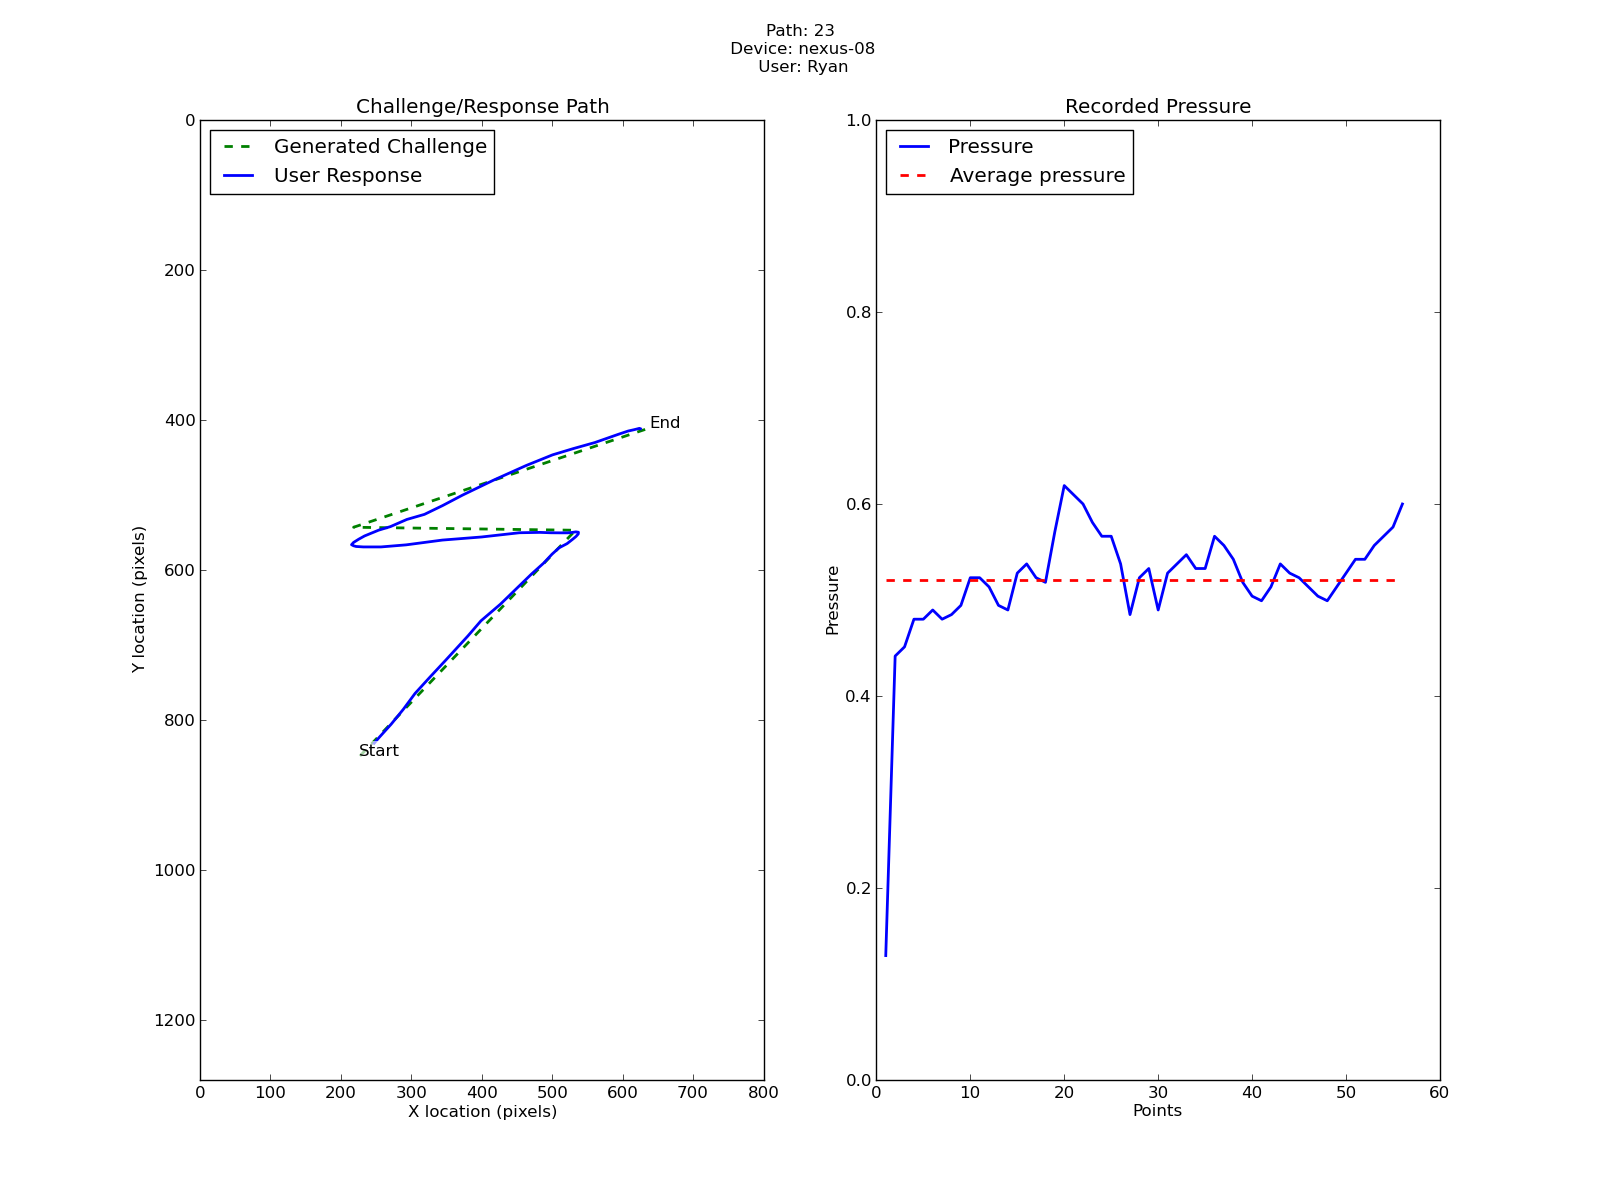 Path: 23
Device: nexus-08
User: Ryan
Challenge/Response Path
Generated Challenge
User Response
0
200
400
600
800
1000
1200
Y location (pixels)
End
Start
0 100 200 300 400 500 600 700 800
X location (pixels)
Recorded Pressure
Pressure
Average pressure
1.0
0.8
0.6
0.4
0.2
0.0
Pressure
0 10 20 30 40 50 60
Points